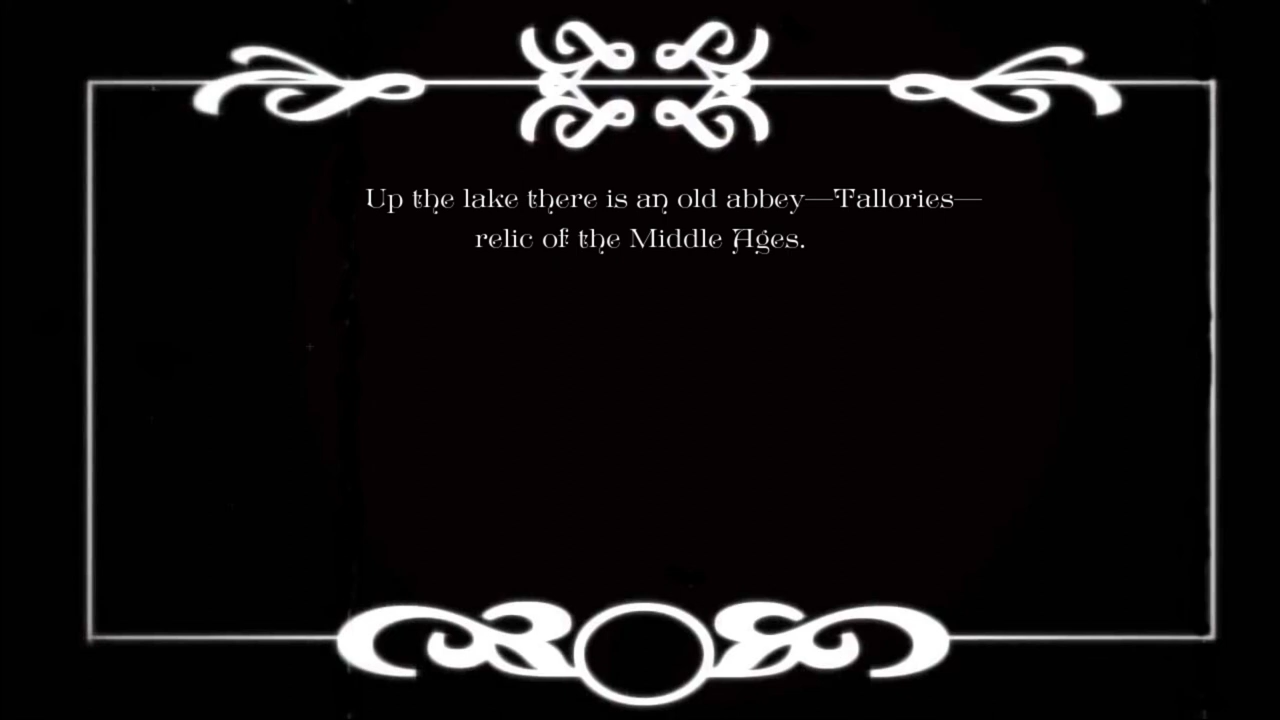 Up the lake there is an old abbey—Tallories—
relic of the Middle Ages.